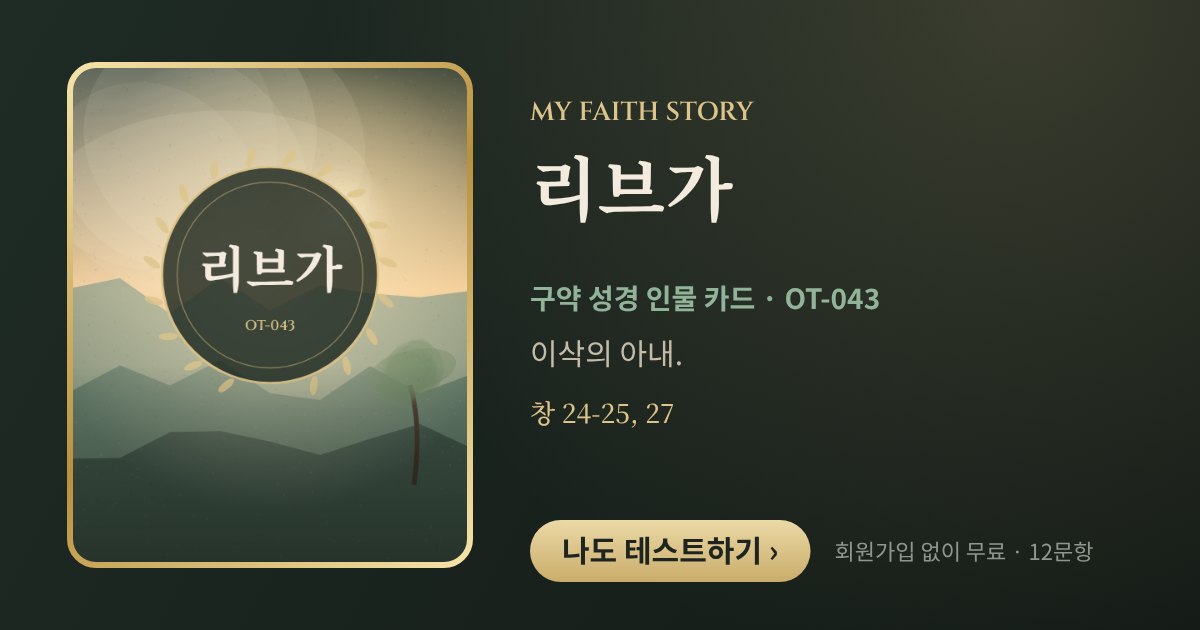 리브가
OT-043
MY FAITH STORY
리브가
구약 성경 인물 카드 · OT-043
이삭의 아내.
창 24-25, 27
나도 테스트하기 ›
회원가입 없이 무료 · 12문항